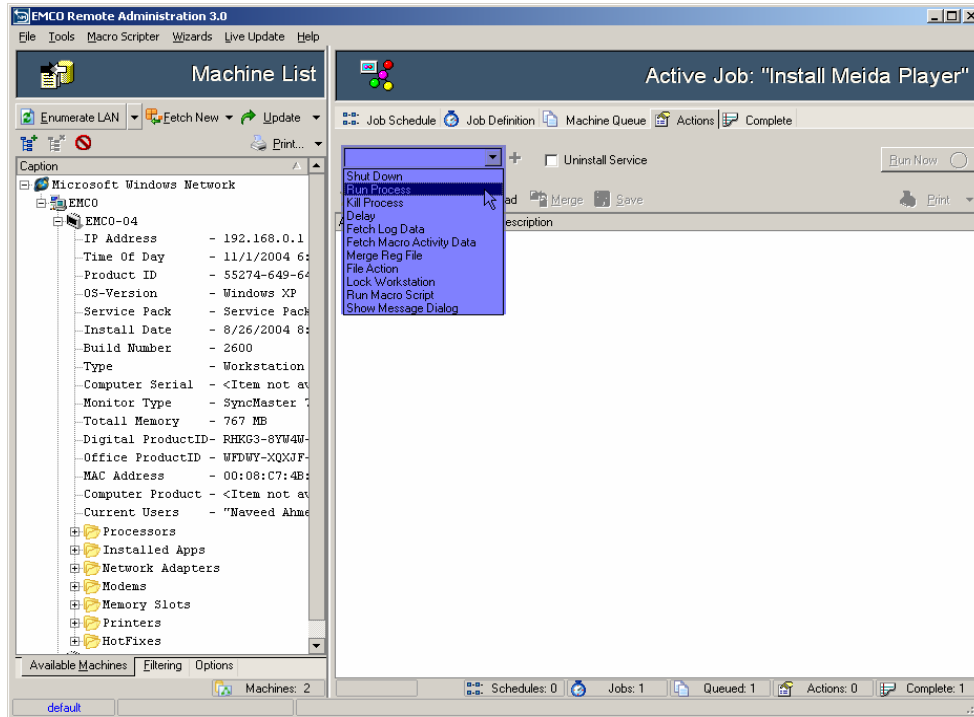 EMCO Remote Administration 3.0
File Tools Macro Scripter Wizards Live Update Help
Machine List
Active Job: "Install Meida Player"
Enumerate LAN Fetch New Update
Print...
Job Schedule Job Definition Machine Queue Actions Complete
Uninstall Service
Run Now
Merge Save
Print
Shut Down
Run Process
Kill Process
Delay
Fetch Log Data
Fetch Macro Activity Data
Merge Reg File
File Action
Lock Workstation
Run Macro Script
Show Message Dialog
Caption
Microsoft Windows Network
EMCO
EMCO-04
IP Address - 192.168.0.1
Time Of Day - 11/1/2004 6:
Product ID - 55274-649-64
OS-Version - Windows XP
Service Pack - Service Pack
Install Date - 8/26/2004 8:
Build Number - 2600
Type - Workstation
Computer Serial - <Item not av
Monitor Type - SyncMaster 7
Totall Memory - 767 MB
Digital ProductID- RHKG3-8YW4W-
Office ProductID - WFDWY-XQXJF-
MAC Address - 00:08:C7:4B:
Computer Product - <Item not av
Current Users - "Naveed Ahme
Processors
Installed Apps
Network Adapters
Modems
Memory Slots
Printers
HotFixes
Available Machines Filtering Options
Machines: 2
Schedules: 0 Jobs: 1 Queued: 1 Actions: 0 Complete: 1
default